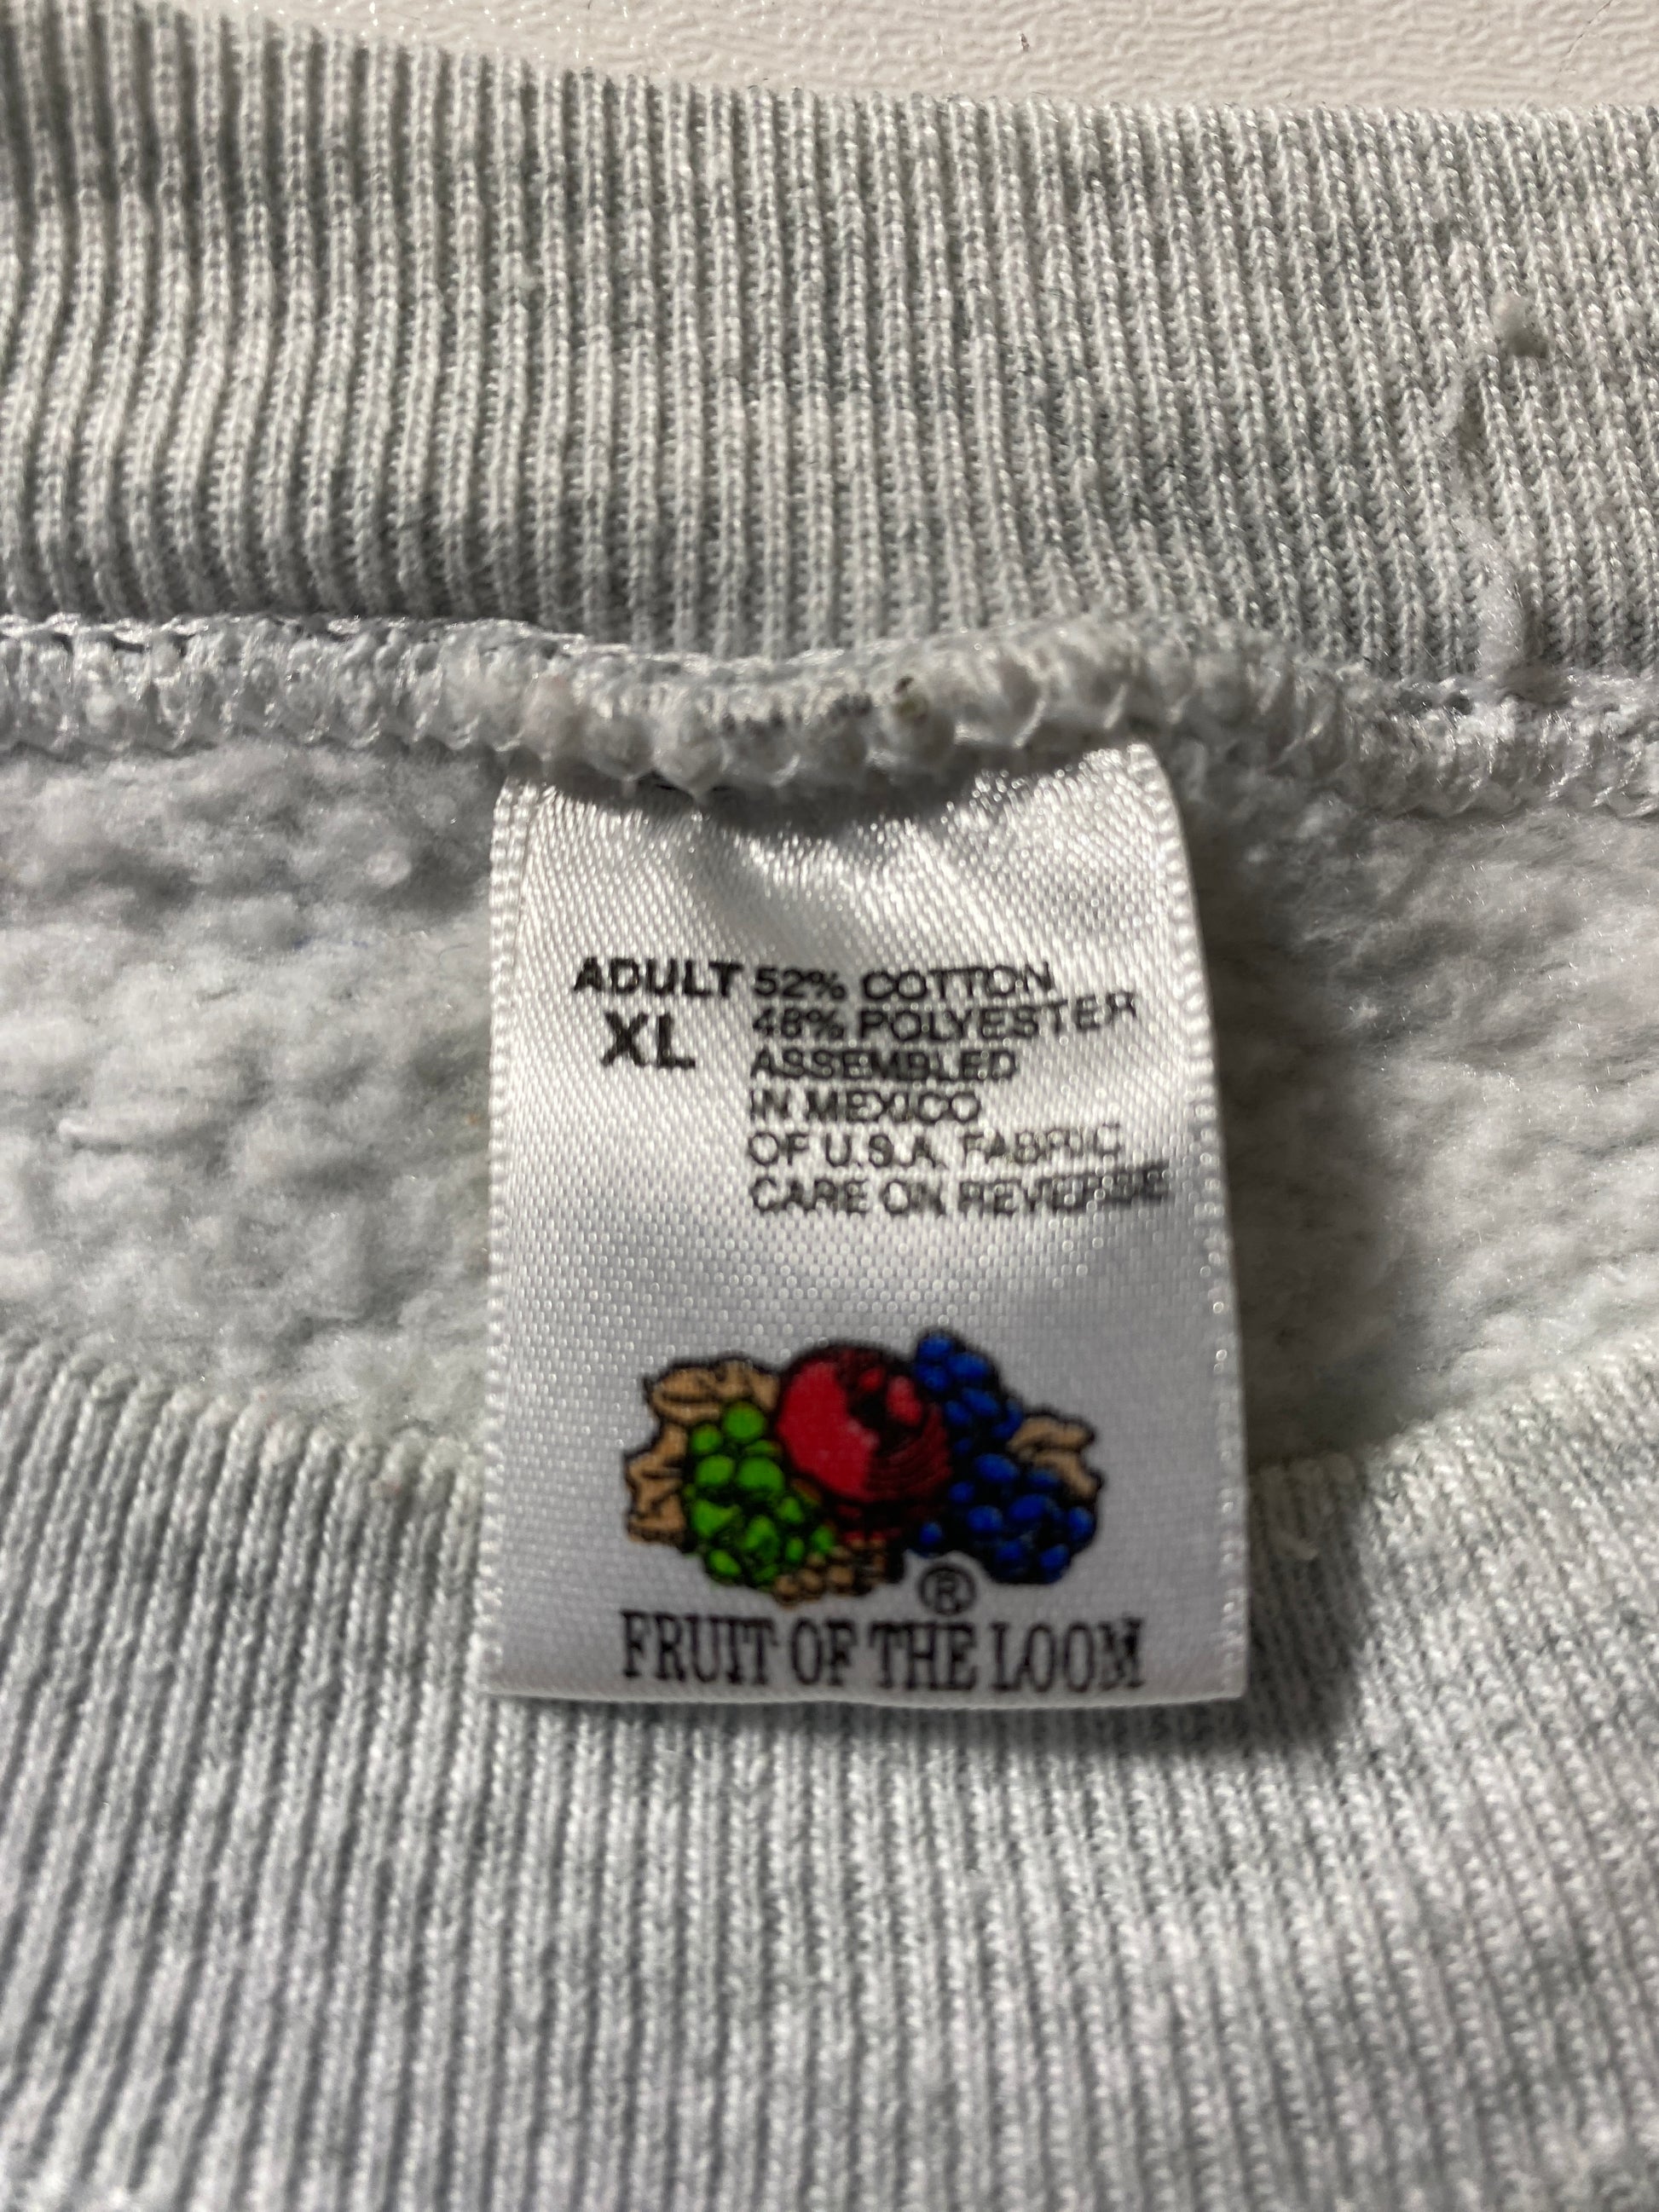 ADULT
XL
52% COTTON
48% POLYESTER
ASSEMBLED
IN MEXICO
OF U.S.A. FABRIC
CARE ON REVERSE
®
FRUIT OF THE LOOM